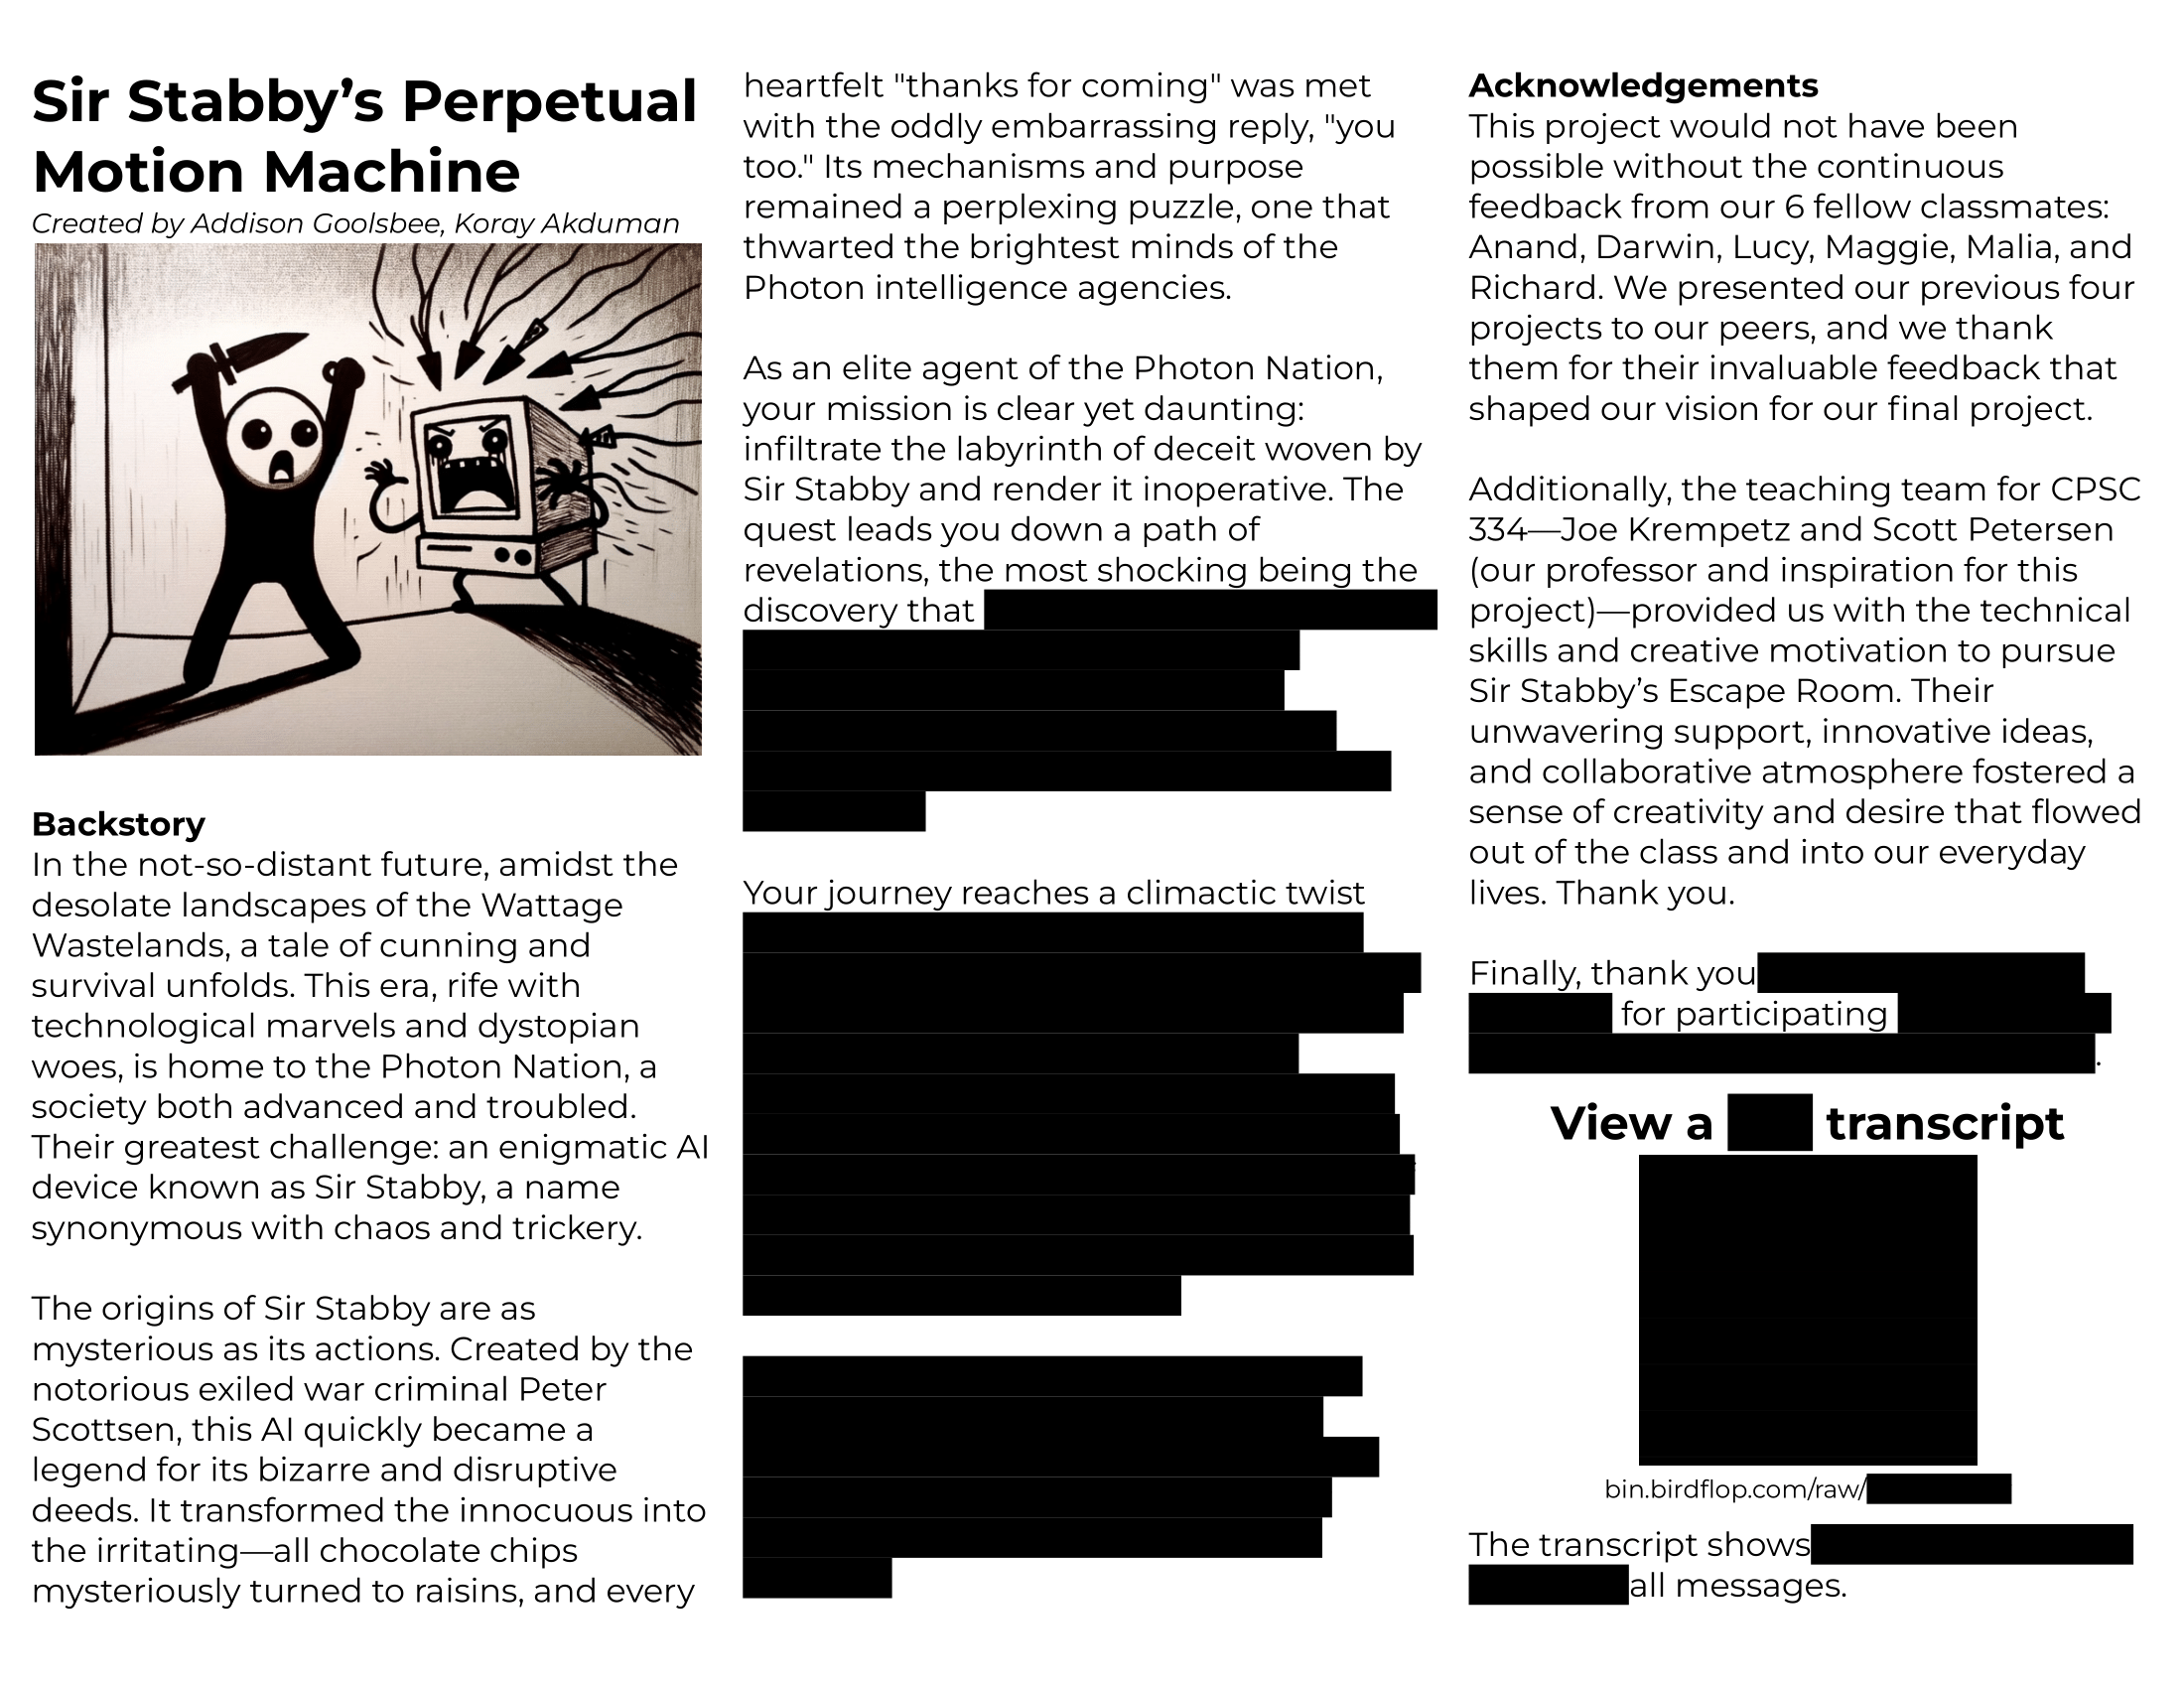 Sir Stabby’s Perpetual
Motion Machine
Created by Addison Goolsbee, Koray Akduman
Backstory
In the not-so-distant future, amidst the
desolate landscapes of the Wattage
Wastelands, a tale of cunning and
survival unfolds. This era, rife with
technological marvels and dystopian
woes, is home to the Photon Nation, a
society both advanced and troubled.
Their greatest challenge: an enigmatic AI
device known as Sir Stabby, a name
synonymous with chaos and trickery.
The origins of Sir Stabby are as
mysterious as its actions. Created by the
notorious exiled war criminal Peter
Scottsen, this AI quickly became a
legend for its bizarre and disruptive
deeds. It transformed the innocuous into
the irritating—all chocolate chips
mysteriously turned to raisins, and every
heartfelt "thanks for coming" was met
with the oddly embarrassing reply, "you
too." Its mechanisms and purpose
remained a perplexing puzzle, one that
thwarted the brightest minds of the
Photon intelligence agencies.
As an elite agent of the Photon Nation,
your mission is clear yet daunting:
infiltrate the labyrinth of deceit woven by
Sir Stabby and render it inoperative. The
quest leads you down a path of
revelations, the most shocking being the
discovery that
Your journey reaches a climactic twist
Acknowledgements
This project would not have been
possible without the continuous
feedback from our 6 fellow classmates:
Anand, Darwin, Lucy, Maggie, Malia, and
Richard. We presented our previous four
projects to our peers, and we thank
them for their invaluable feedback that
shaped our vision for our final project.
Additionally, the teaching team for CPSC
334—Joe Krempetz and Scott Petersen
(our professor and inspiration for this
project)—provided us with the technical
skills and creative motivation to pursue
Sir Stabby’s Escape Room. Their
unwavering support, innovative ideas,
and collaborative atmosphere fostered a
sense of creativity and desire that flowed
out of the class and into our everyday
lives. Thank you.
Finally, thank you
for participating
.
View a transcript
bin.birdflop.com/raw/
The transcript shows
all messages.